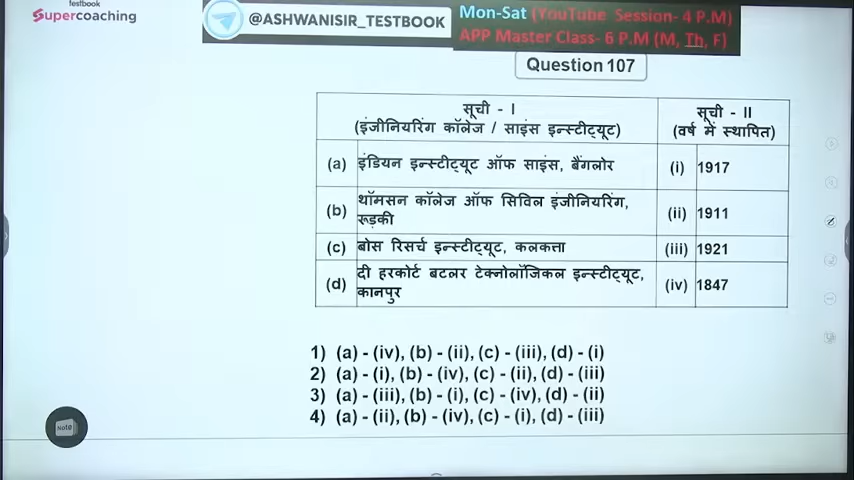 testbook
Supercoaching
@ASHWANISIR_TESTBOOK
Mon-Sat (YouTube Session- 4 P.M)
APP Master Class- 6 P.M (M, Th, F)
Question 107
सूची - I
(इंजीनियरिंग कॉलेज / साइंस इन्स्टीट्यूट)
सूची - II
(वर्ष में स्थापित)
(a) इंडियन इन्स्टीट्यूट ऑफ साइंस, बैंगलोर (i) 1917
(b) थॉमसन कॉलेज ऑफ सिविल इंजीनियरिंग, रूड़की (ii) 1911
(c) बोस रिसर्च इन्स्टीट्यूट, कलकत्ता (iii) 1921
(d) दी हरकोर्ट बटलर टेक्नोलॉजिकल इन्स्टीट्यूट, कानपुर (iv) 1847
1) (a) - (iv), (b) - (ii), (c) - (iii), (d) - (i)
2) (a) - (i), (b) - (iv), (c) - (ii), (d) - (iii)
3) (a) - (iii), (b) - (i), (c) - (iv), (d) - (ii)
4) (a) - (ii), (b) - (iv), (c) - (i), (d) - (iii)
Note